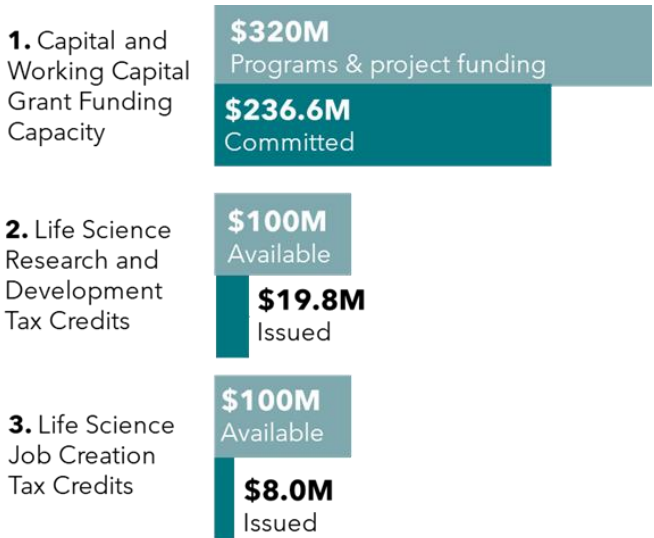 1. Capital and
Working Capital
Grant Funding
Capacity
$320M
Programs & project funding
$236.6M
Committed
2. Life Science
Research and
Development
Tax Credits
$100M
Available
$19.8M
Issued
3. Life Science
Job Creation
Tax Credits
$100M
Available
$8.0M
Issued